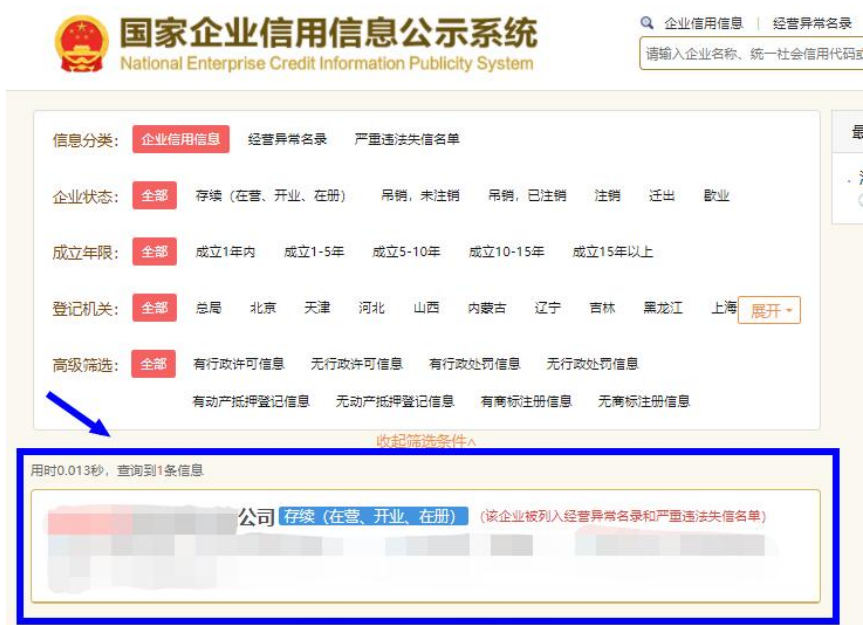 国家企业信用信息公示系统
National Enterprise Credit Information Publicity System
企业信用信息 | 经营异常名录
请输入企业名称、统一社会信用代码或
信息分类: 企业信用信息 经营异常名录 严重违法失信名单
企业状态: 全部 存续（在营、开业、在册） 吊销，未注销 吊销，已注销 注销 迁出 歇业
成立年限: 全部 成立1年内 成立1-5年 成立5-10年 成立10-15年 成立15年以上
登记机关: 全部 总局 北京 天津 河北 山西 内蒙古 辽宁 吉林 黑龙江 上海 展开
高级筛选: 全部 有行政许可信息 无行政许可信息 有行政处罚信息 无行政处罚信息
有动产抵押登记信息 无动产抵押登记信息 有商标注册信息 无商标注册信息
收起筛选条件
用时0.013秒，查询到1条信息
公司 存续（在营、开业、在册） （该企业被列入经营异常名录和严重违法失信名单）